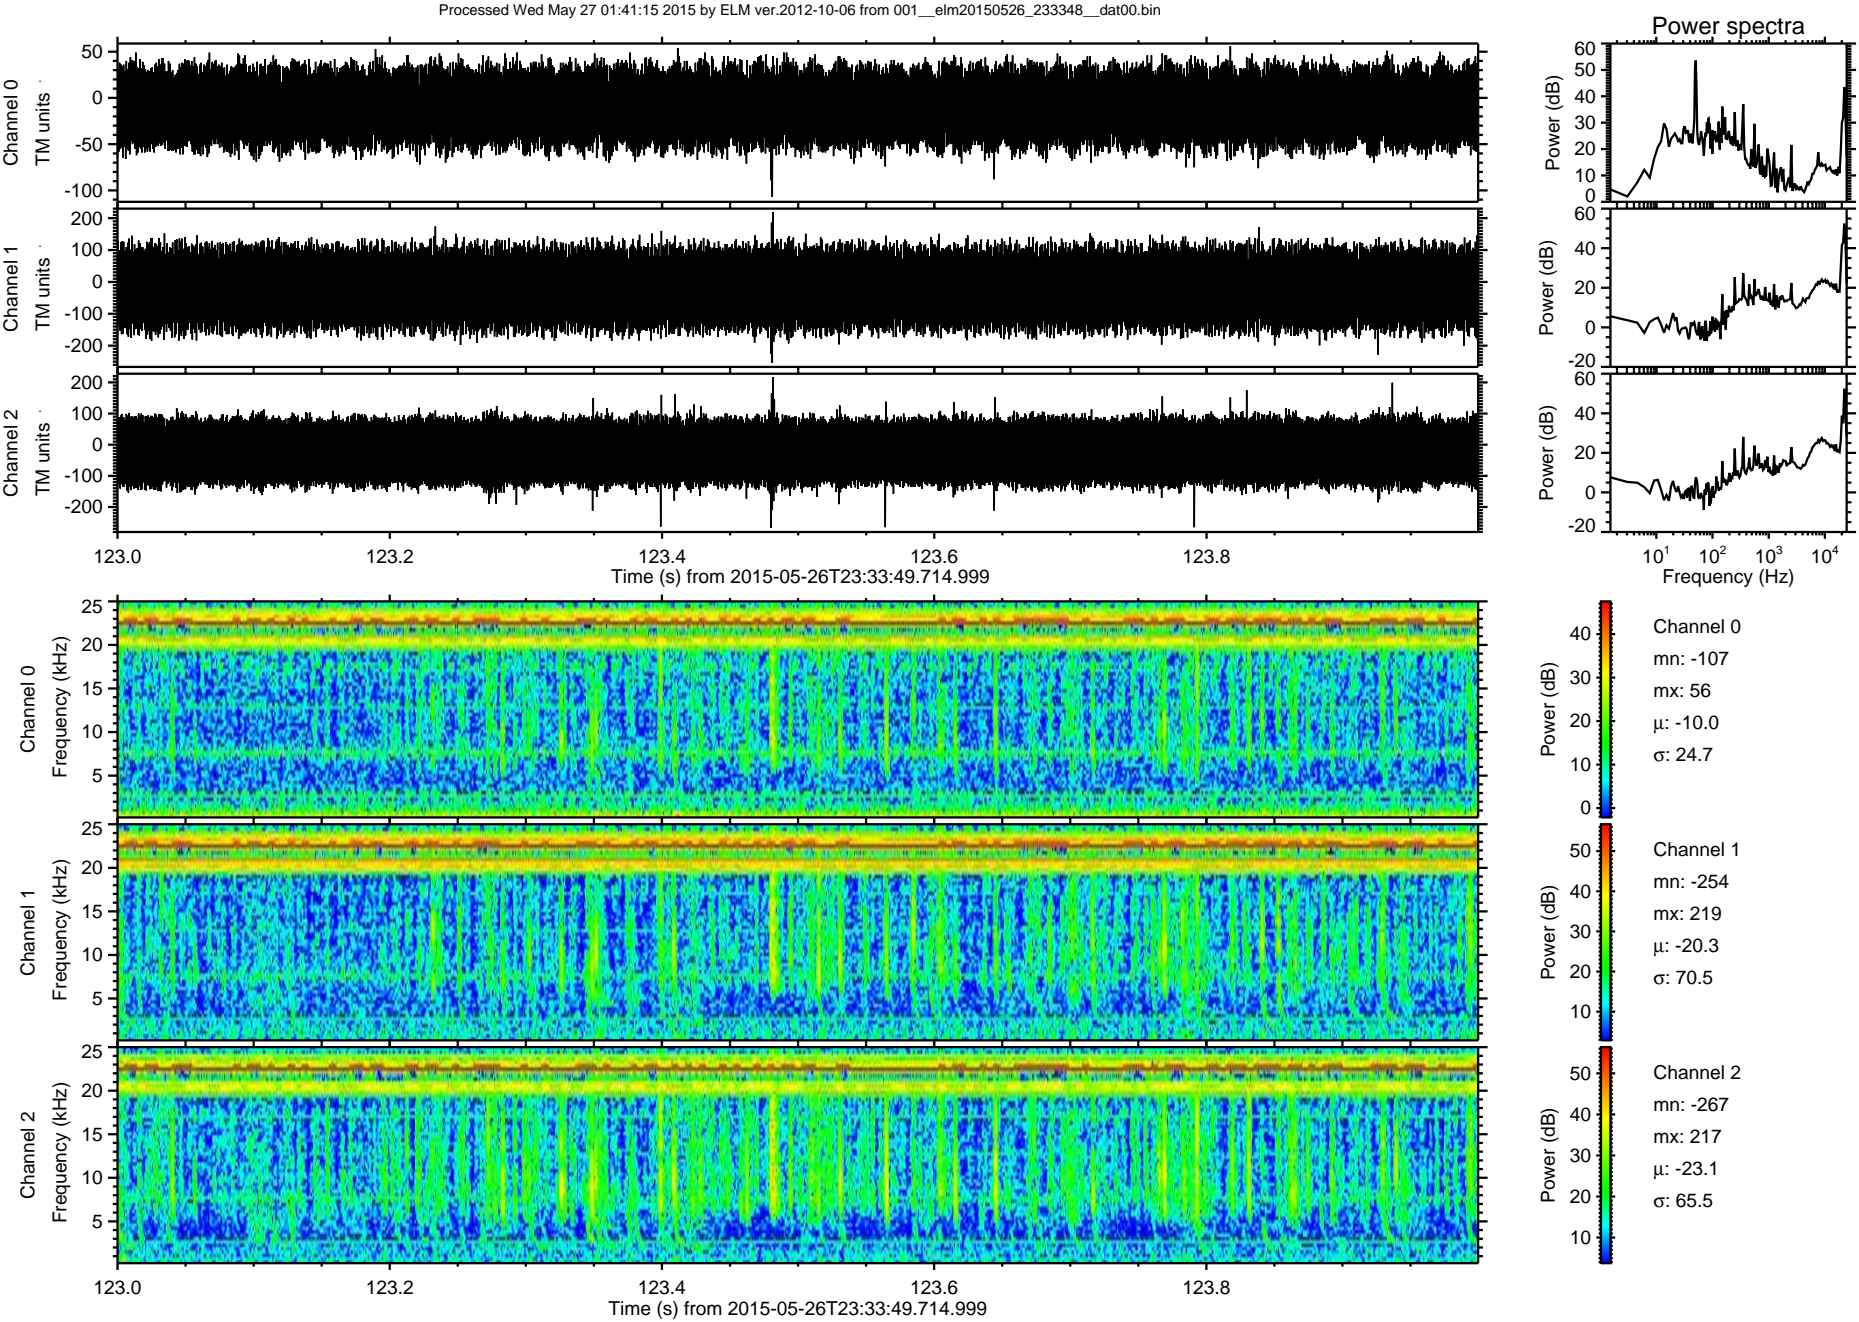 Processed Wed May 27 01:41:15 2015 by ELM ver.2012-10-06 from 001__elm20150526_233348__dat00.bin
Power spectra
Channel 0
TM units
50
0
-50
-100
Power (dB)
60
50
40
30
20
10
0
Channel 1
TM units
200
100
0
-100
-200
Power (dB)
60
40
20
0
-20
Channel 2
TM units
200
100
0
-100
-200
Power (dB)
60
40
20
0
-20
123.0 123.2 123.4 123.6 123.8
Time (s) from 2015-05-26T23:33:49.714.999
10^1 10^2 10^3 10^4
Frequency (Hz)
Channel 0
Frequency (kHz)
25
20
15
10
5
Power (dB)
40
30
20
10
0
Channel 0
mn: -107
mx: 56
μ: -10.0
σ: 24.7
Channel 1
Frequency (kHz)
25
20
15
10
5
Power (dB)
50
40
30
20
10
Channel 1
mn: -254
mx: 219
μ: -20.3
σ: 70.5
Channel 2
Frequency (kHz)
25
20
15
10
5
Power (dB)
50
40
30
20
10
Channel 2
mn: -267
mx: 217
μ: -23.1
σ: 65.5
123.0 123.2 123.4 123.6 123.8
Time (s) from 2015-05-26T23:33:49.714.999